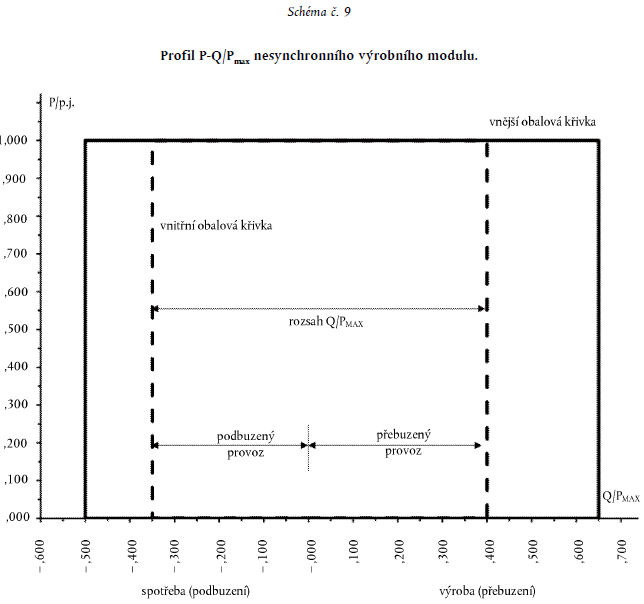 Schéma č. 9
Profil P-Q/Pmax nesynchronního výrobního modulu.
P/p.j.
vnější obalová křivka
1,000
,900
,800
,700
,600
,500
,400
,300
,200
,100
,000
vnitřní obalová křivka
rozsah Q/PMAX
podbuzený
provoz
přebuzený
provoz
Q/PMAX
–,600 –,500 –,400 –,300 –,200 –,100 –,000 ,100 ,200 ,300 ,400 ,500 ,600 ,700
spotřeba (podbuzení) výroba (přebuzení)